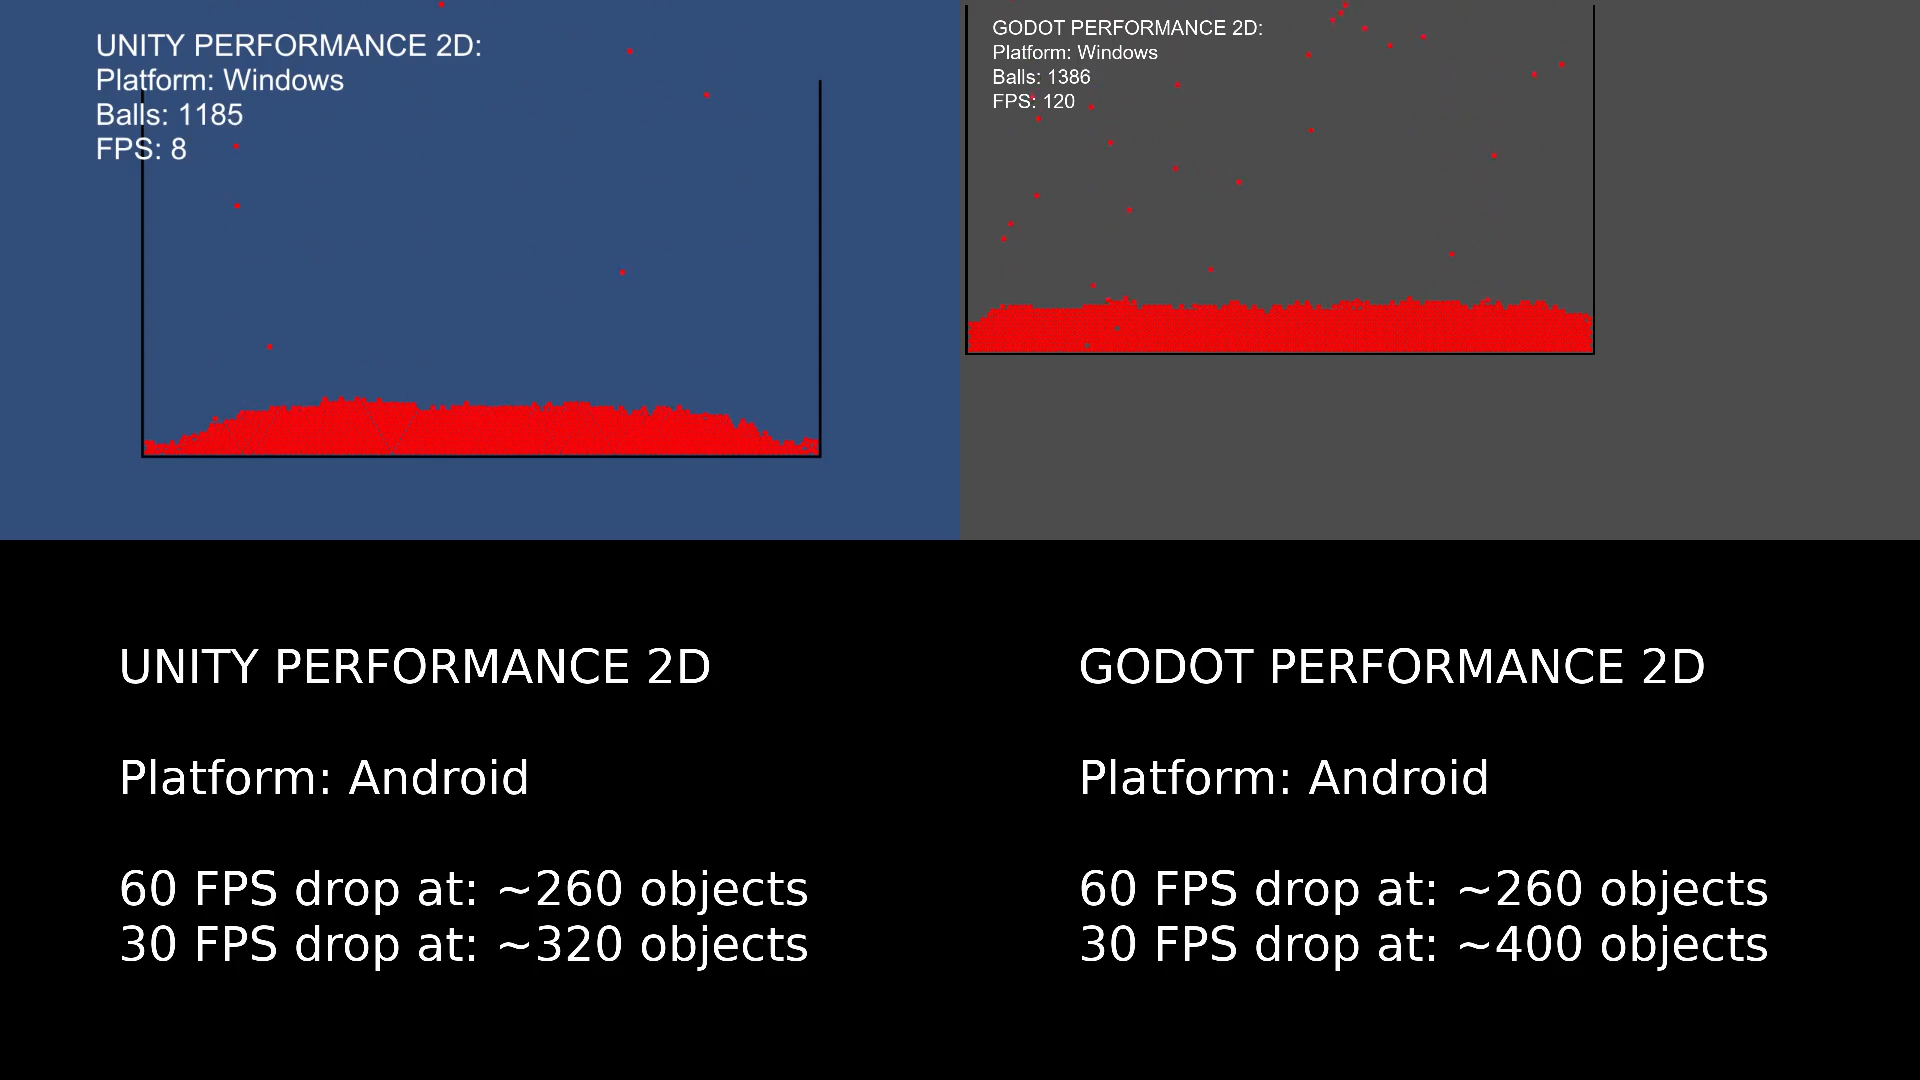 UNITY PERFORMANCE 2D:
Platform: Windows
Balls: 1185
FPS: 8
GODOT PERFORMANCE 2D:
Platform: Windows
Balls: 1386
FPS: 120
UNITY PERFORMANCE 2D
Platform: Android
60 FPS drop at: ~260 objects
30 FPS drop at: ~320 objects
GODOT PERFORMANCE 2D
Platform: Android
60 FPS drop at: ~260 objects
30 FPS drop at: ~400 objects